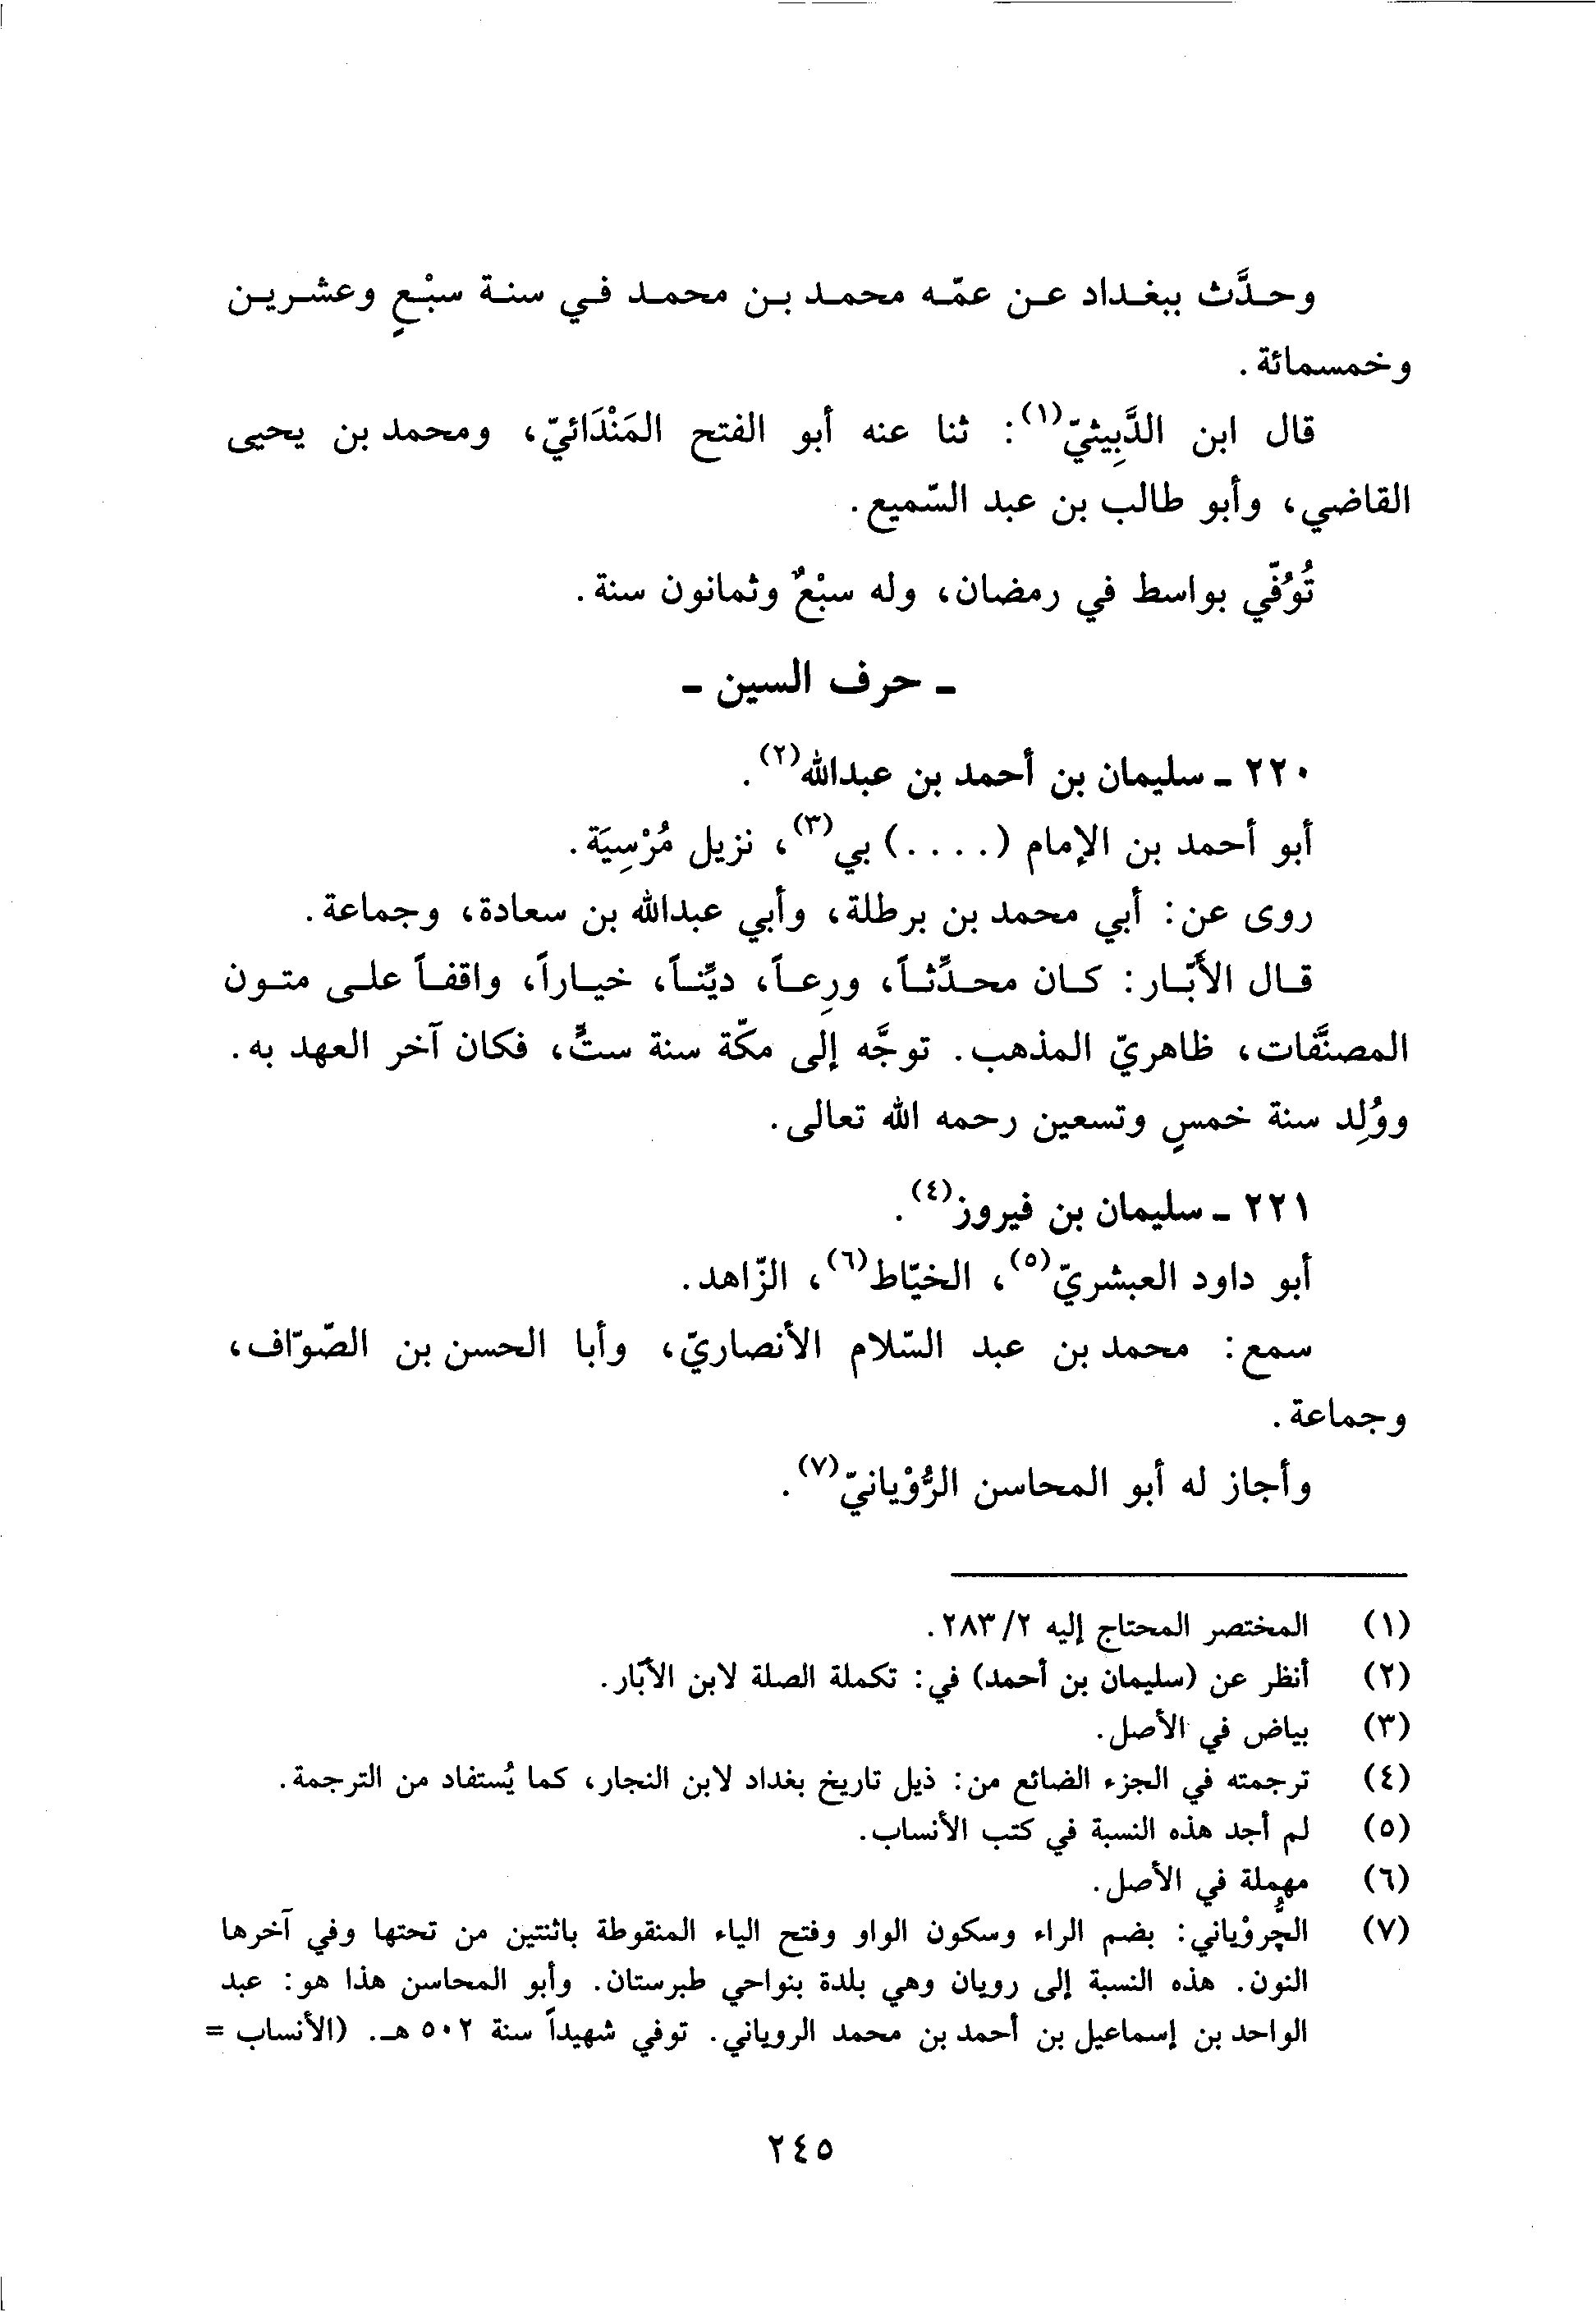 وحدَّث ببغداد عن عمّه محمد بن محمد في سنة سبْعٍ وعشرين
وخمسمائة.
قال ابن الدَّبِيثيّ(١): ثنا عنه أبو الفتح المَنْدَائيّ، ومحمد بن يحيى
القاضي، وأبو طالب بن عبد السّميع.
تُوُفّي بواسط في رمضان، وله سبْعٌ وثمانون سنة.
- حرف السين -
٢٢٠ - سليمان بن أحمد بن عبدالله(٢).
أبو أحمد بن الإمام (....) بي(٣)، نزيل مُرْسِيَة.
روى عن: أبي محمد بن برطلة، وأبي عبدالله بن سعادة، وجماعة.
قال الأَبّار: كان محدِّثاً، ورِعاً، ديِّناً، خياراً، واقفاً على متون
المصنَّفات، ظاهريّ المذهب. توجَّه إلى مكّة سنة ستٍّ، فكان آخر العهد به.
ووُلِد سنة خمسٍ وتسعين رحمه الله تعالى.
٢٢١ - سليمان بن فيروز(٤).
أبو داود العبشريّ(٥)، الخيّاط(٦)، الزّاهد.
سمع: محمد بن عبد السّلام الأنصاريّ، وأبا الحسن بن الصّوّاف،
وجماعة.
وأجاز له أبو المحاسن الرُّوْيانيّ(٧).
(١) المختصر المحتاج إليه ٢/ ٢٨٣.
(٢) أنظر عن (سليمان بن أحمد) في: تكملة الصلة لابن الأبّار.
(٣) بياض في الأصل.
(٤) ترجمته في الجزء الضائع من: ذيل تاريخ بغداد لابن النجار، كما يُستفاد من الترجمة.
(٥) لم أجد هذه النسبة في كتب الأنساب.
(٦) مهملة في الأصل.
(٧) الچروْياني: بضم الراء وسكون الواو وفتح الياء المنقوطة باثنتين من تحتها وفي آخرها
النون. هذه النسبة إلى رويان وهي بلدة بنواحي طبرستان. وأبو المحاسن هذا هو: عبد
الواحد بن إسماعيل بن أحمد بن محمد الروياني. توفي شهيداً سنة ٥٠٢ هـ. (الأنساب =
٢٤٥